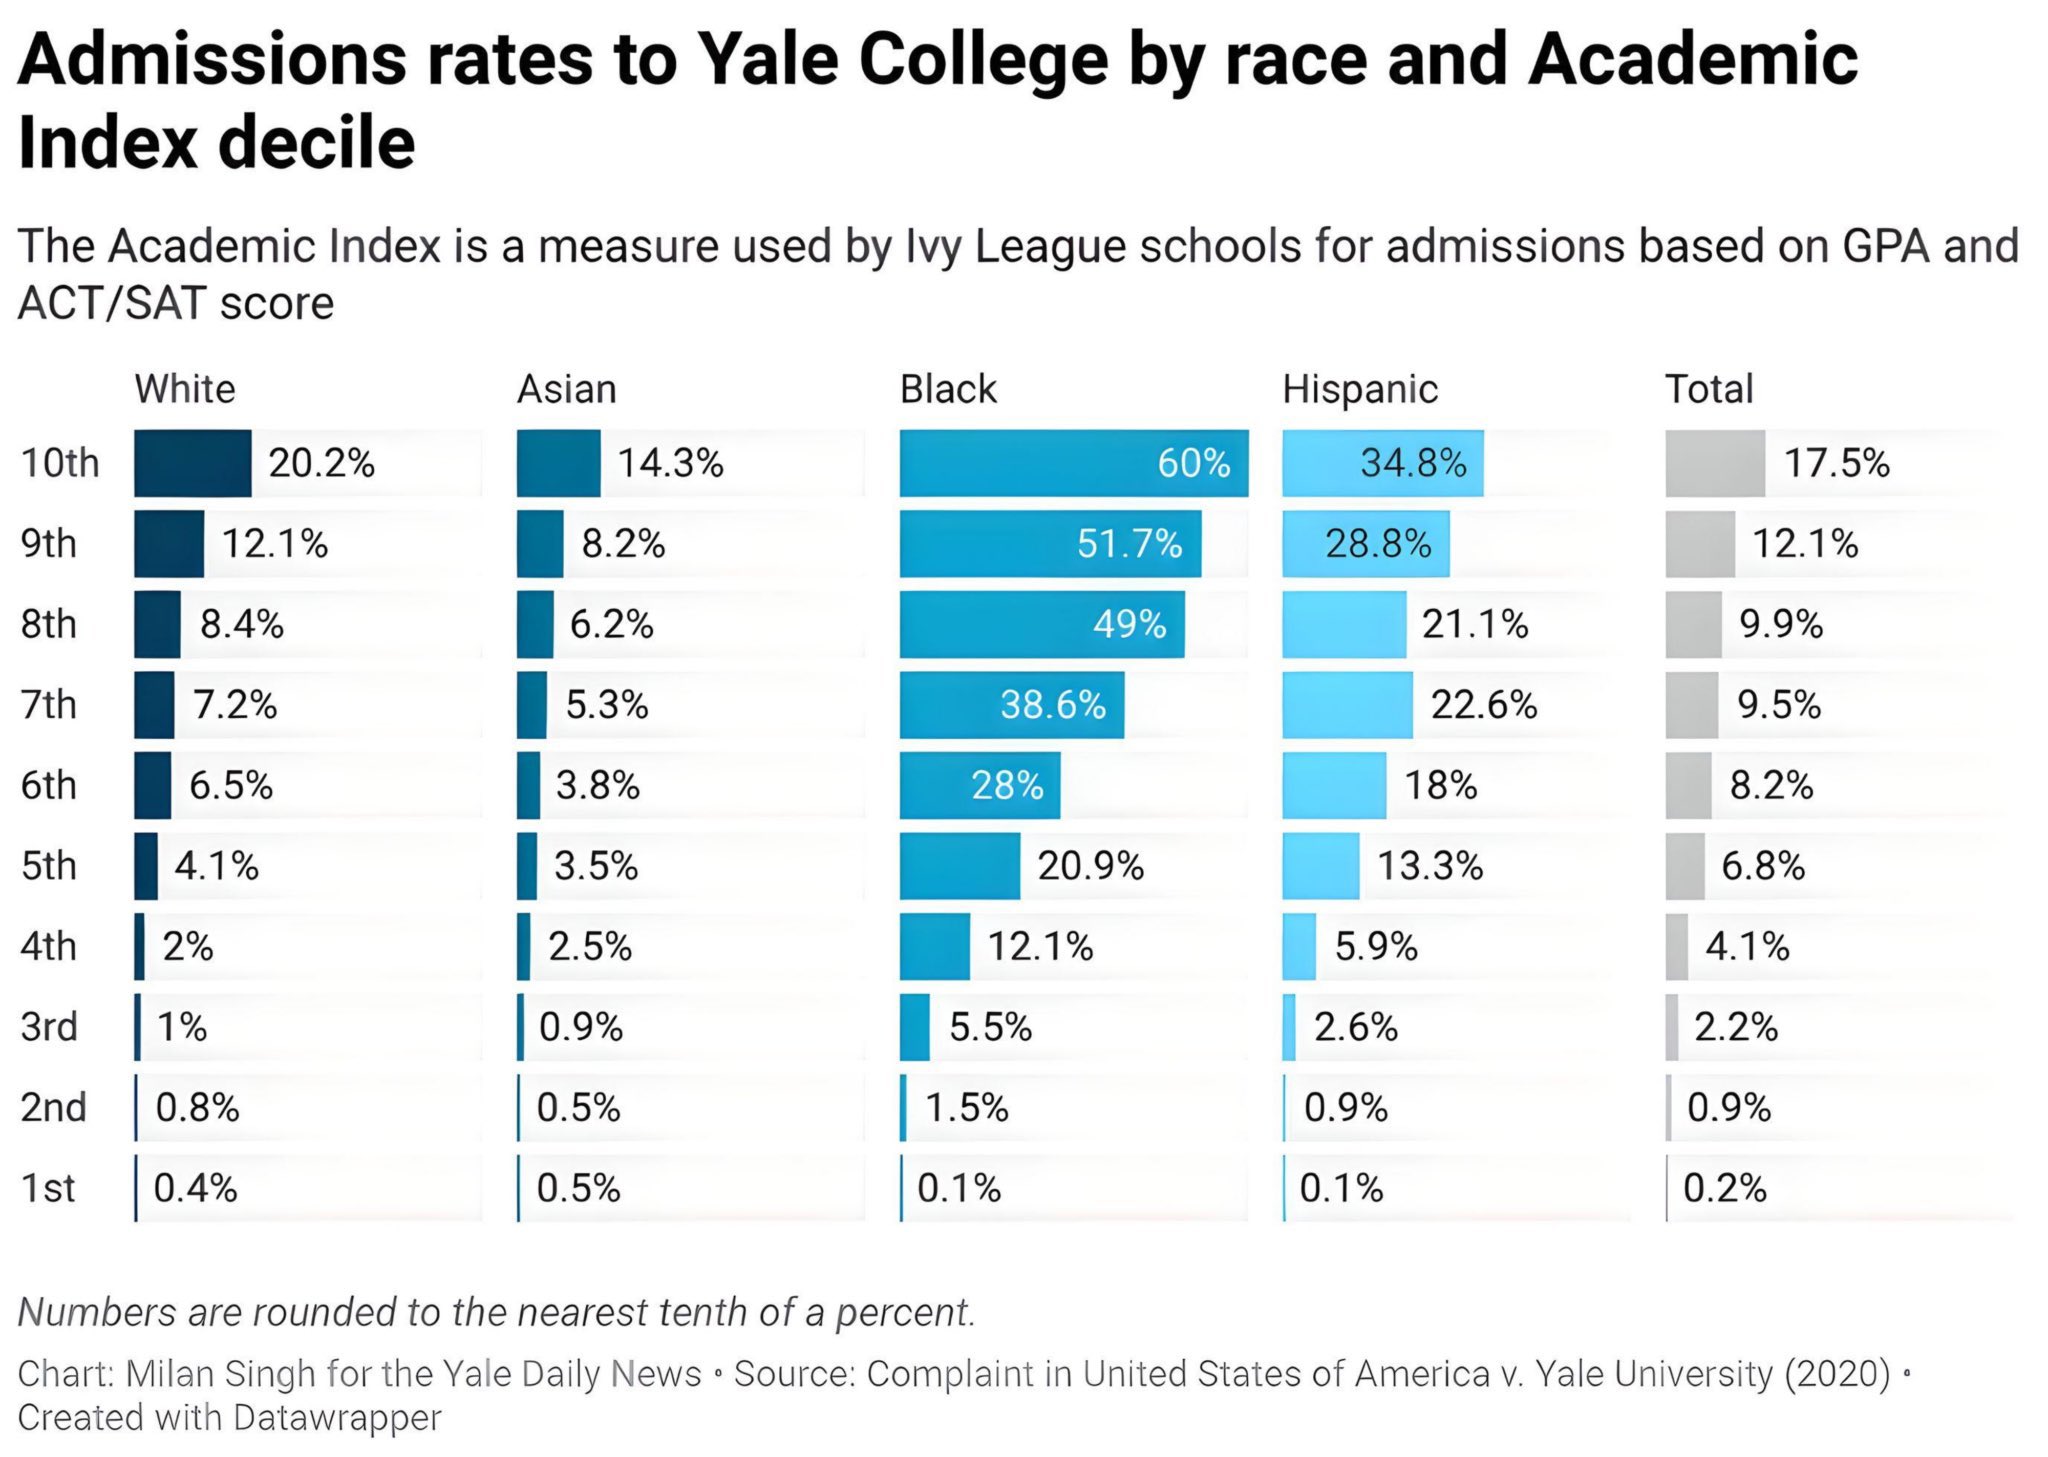 Admissions rates to Yale College by race and Academic
Index decile
The Academic Index is a measure used by Ivy League schools for admissions based on GPA and
ACT/SAT score
White Asian Black Hispanic Total
10th 20.2% 14.3% 60% 34.8% 17.5%
9th 12.1% 8.2% 51.7% 28.8% 12.1%
8th 8.4% 6.2% 49% 21.1% 9.9%
7th 7.2% 5.3% 38.6% 22.6% 9.5%
6th 6.5% 3.8% 28% 18% 8.2%
5th 4.1% 3.5% 20.9% 13.3% 6.8%
4th 2% 2.5% 12.1% 5.9% 4.1%
3rd 1% 0.9% 5.5% 2.6% 2.2%
2nd 0.8% 0.5% 1.5% 0.9% 0.9%
1st 0.4% 0.5% 0.1% 0.1% 0.2%
Numbers are rounded to the nearest tenth of a percent.
Chart: Milan Singh for the Yale Daily News • Source: Complaint in United States of America v. Yale University (2020) •
Created with Datawrapper